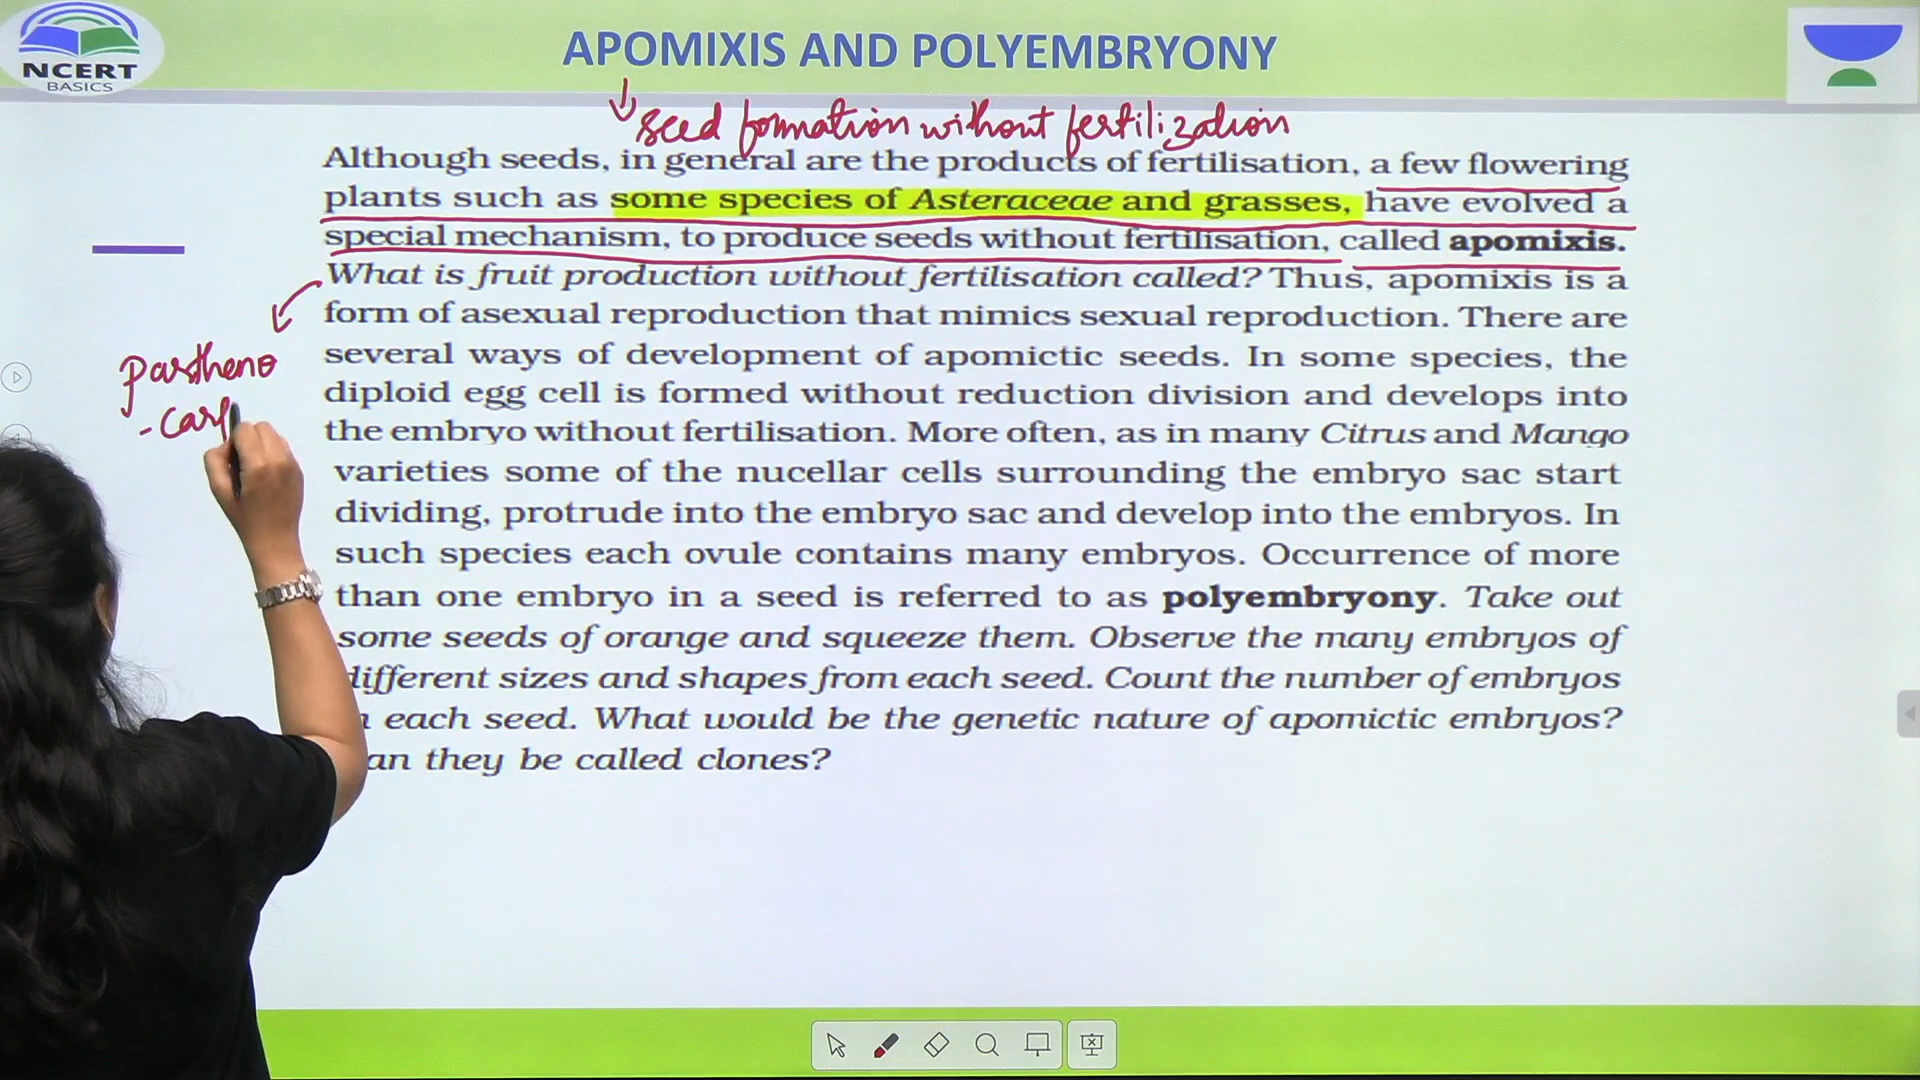 NCERT
BASICS
APOMIXIS AND POLYEMBRYONY
seed formation without fertilization
Although seeds, in general are the products of fertilisation, a few flowering
plants such as some species of Asteraceae and grasses, have evolved a
special mechanism, to produce seeds without fertilisation, called apomixis.
What is fruit production without fertilisation called? Thus, apomixis is a
form of asexual reproduction that mimics sexual reproduction. There are
several ways of development of apomictic seeds. In some species, the
diploid egg cell is formed without reduction division and develops into
the embryo without fertilisation. More often, as in many Citrus and Mango
varieties some of the nucellar cells surrounding the embryo sac start
dividing, protrude into the embryo sac and develop into the embryos. In
such species each ovule contains many embryos. Occurrence of more
than one embryo in a seed is referred to as polyembryony. Take out
some seeds of orange and squeeze them. Observe the many embryos of
different sizes and shapes from each seed. Count the number of embryos
each seed. What would be the genetic nature of apomictic embryos?
an they be called clones?
Partheno
-carp